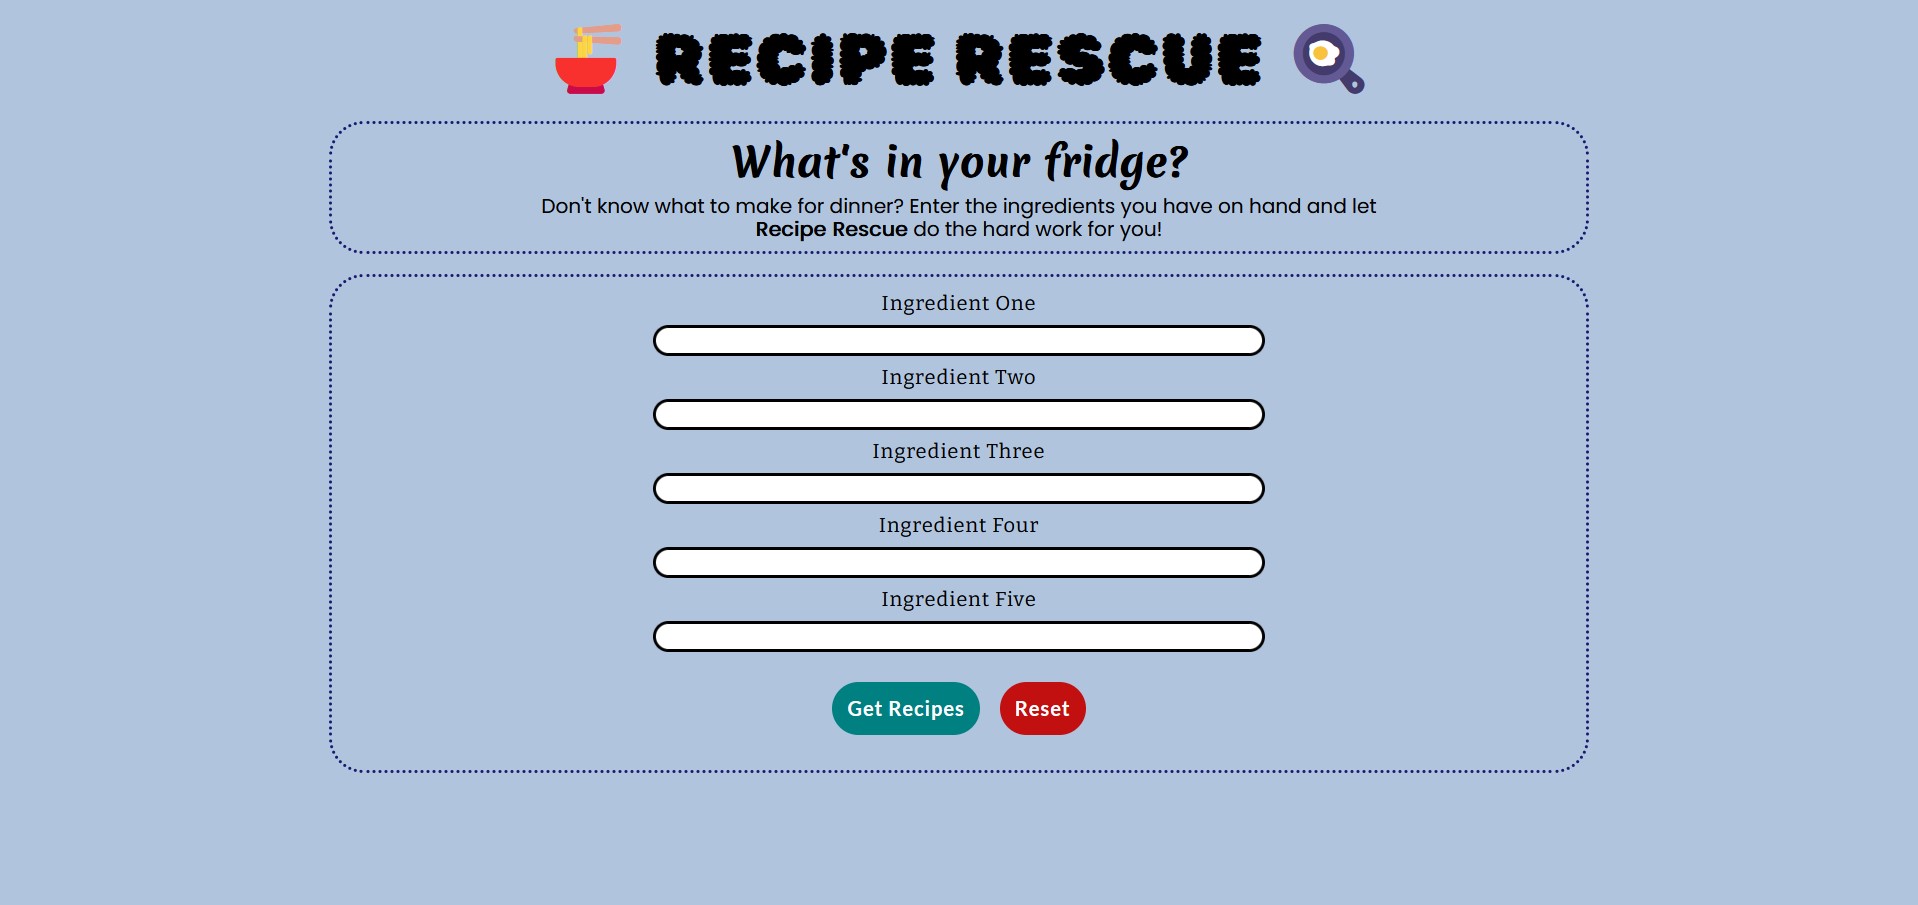 RECIPE RESCUE
What's in your fridge?
Don't know what to make for dinner? Enter the ingredients you have on hand and let
Recipe Rescue do the hard work for you!
Ingredient One
Ingredient Two
Ingredient Three
Ingredient Four
Ingredient Five
Get Recipes Reset